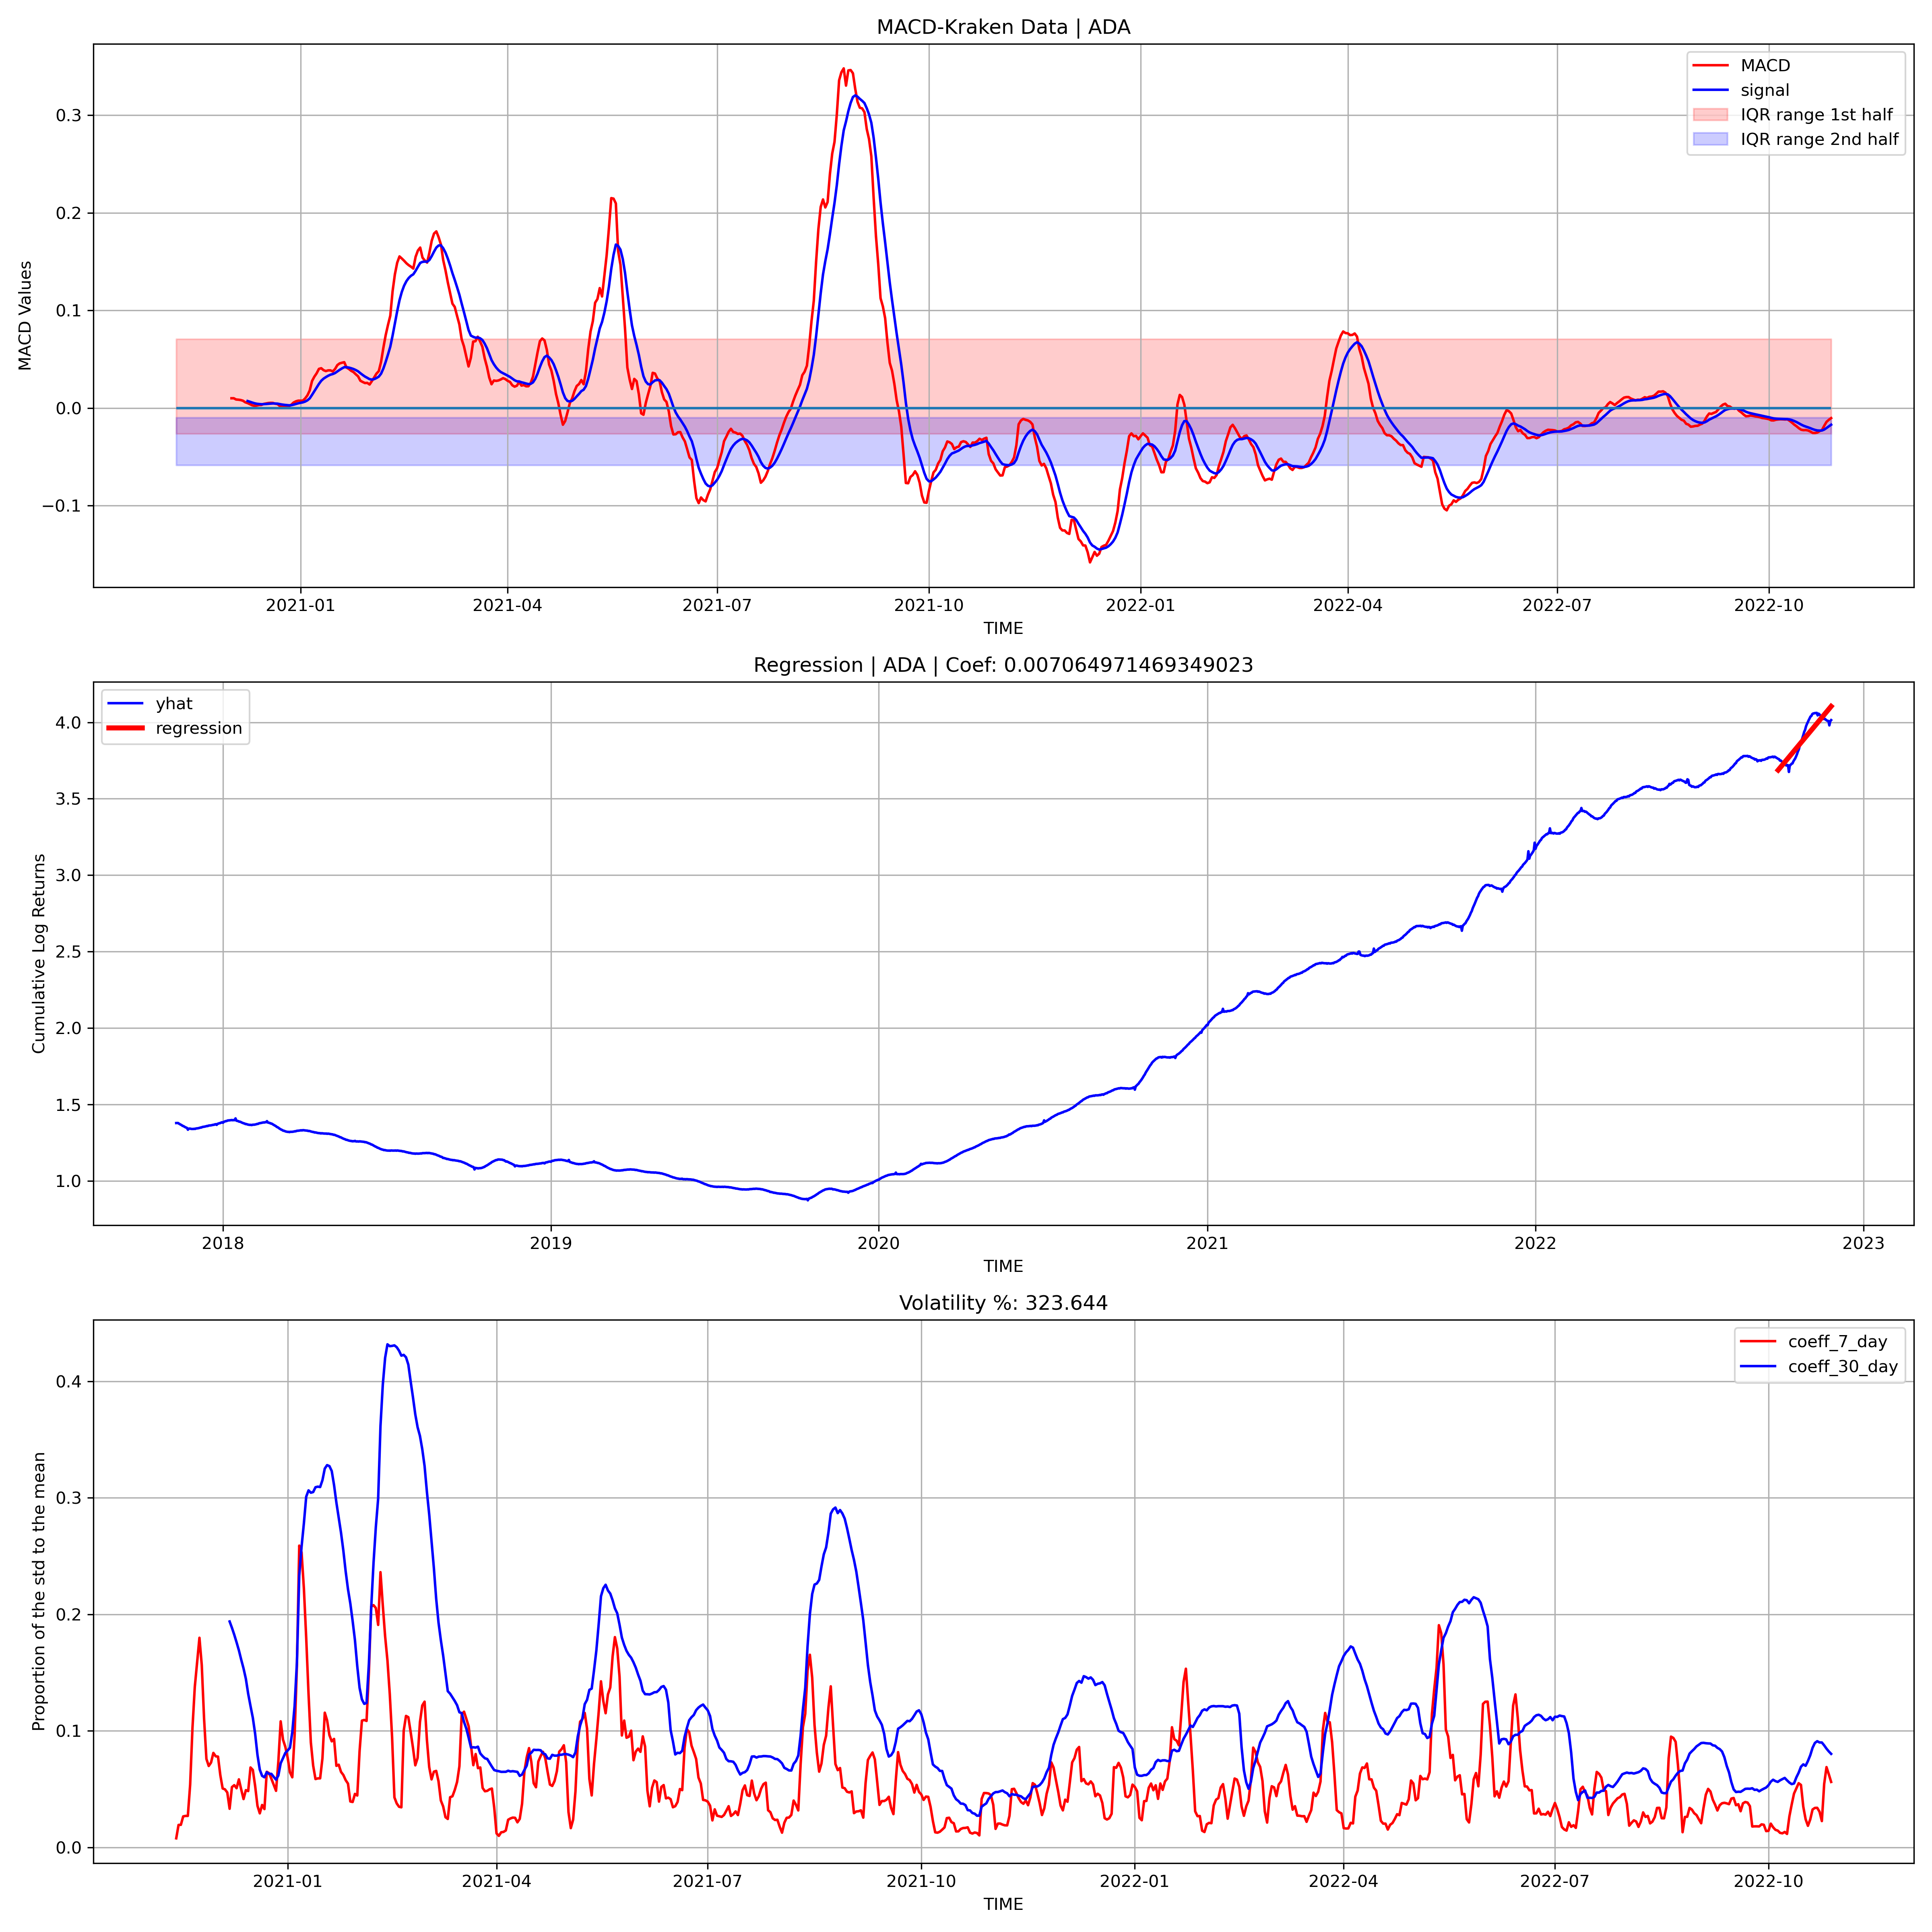 MACD-Kraken Data | ADA
MACD
signal
IQR range 1st half
IQR range 2nd half
MACD Values
0.3
0.2
0.1
0.0
−0.1
2021-01 2021-04 2021-07 2021-10 2022-01 2022-04 2022-07 2022-10
TIME
Regression | ADA | Coef: 0.007064971469349023
yhat
regression
Cumulative Log Returns
4.0
3.5
3.0
2.5
2.0
1.5
1.0
2018 2019 2020 2021 2022 2023
TIME
Volatility %: 323.644
coeff_7_day
coeff_30_day
Proportion of the std to the mean
0.4
0.3
0.2
0.1
0.0
2021-01 2021-04 2021-07 2021-10 2022-01 2022-04 2022-07 2022-10
TIME